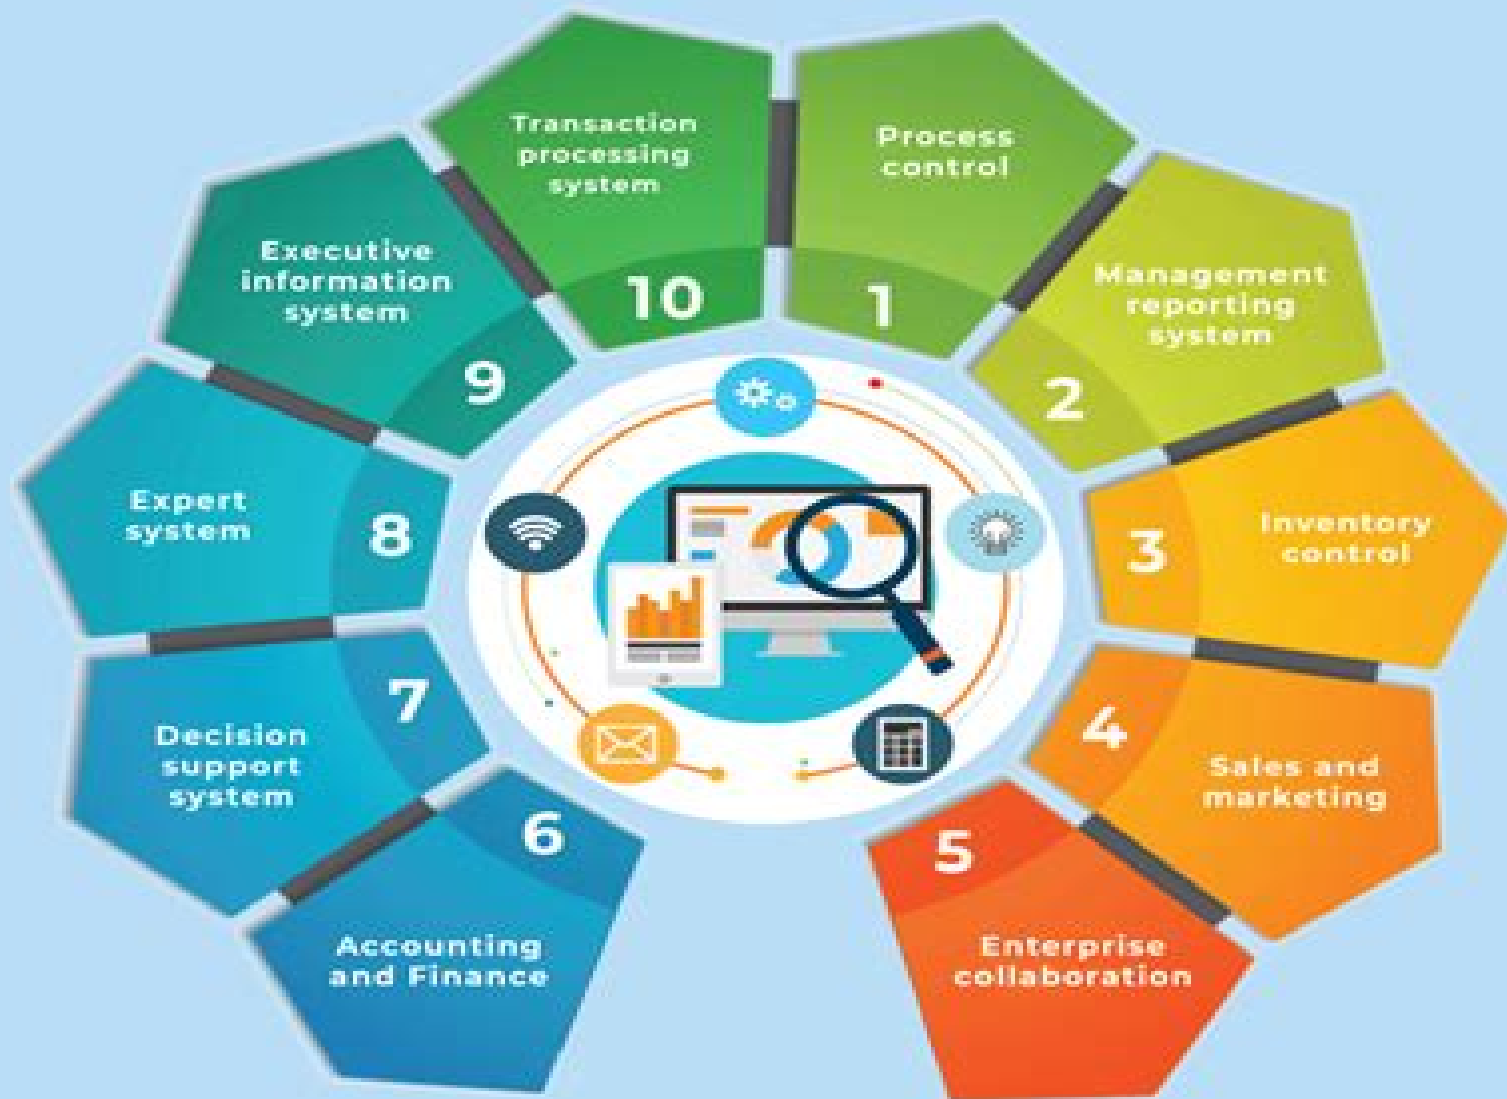 Process
control
1
Management
reporting
system
2
Inventory
control
3
Sales and
marketing
4
Enterprise
collaboration
5
Accounting
and Finance
6
Decision
support
system
7
Expert
system
8
Executive
information
system
9
Transaction
processing
system
10